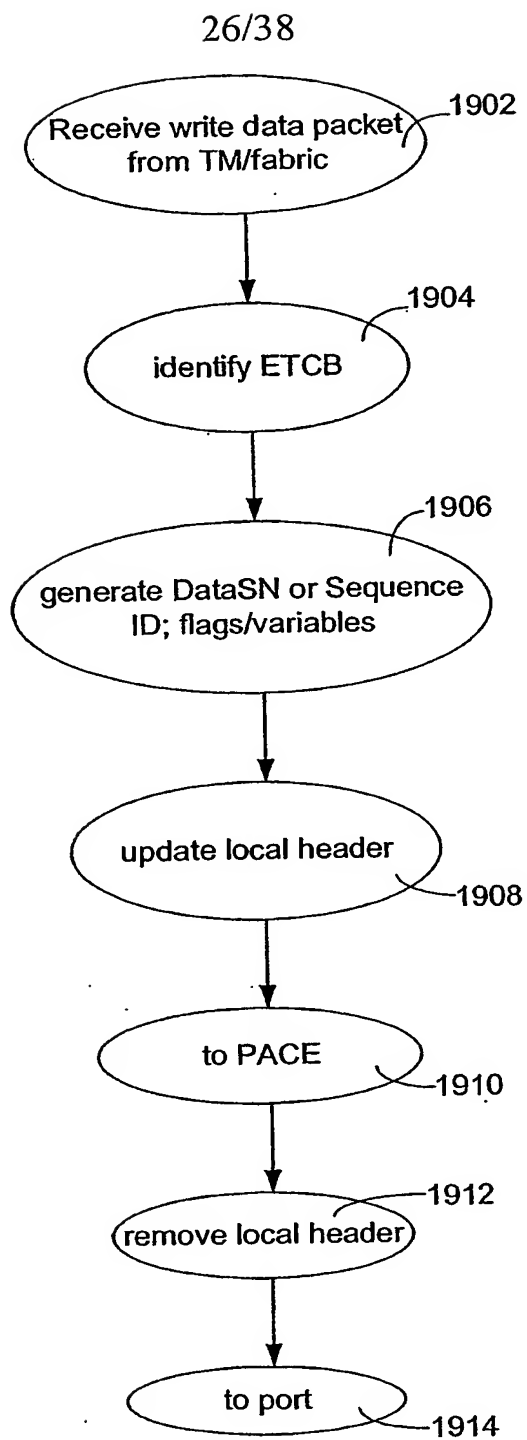 26/38
1902
Receive write data packet
from TM/fabric
1904
identify ETCB
1906
generate DataSN or Sequence
ID; flags/variables
update local header
1908
to PACE
1910
1912
remove local header
to port
1914